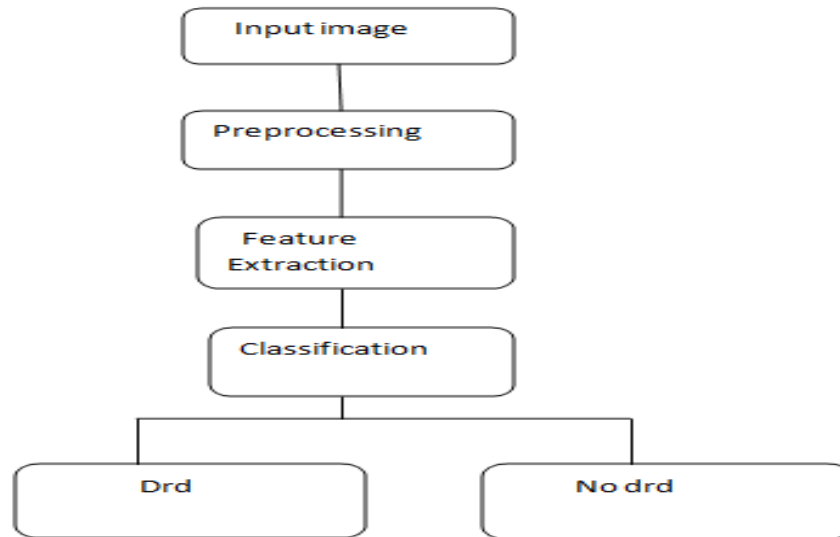 Input image
Preprocessing
Feature
Extraction
Classification
Drd
No drd